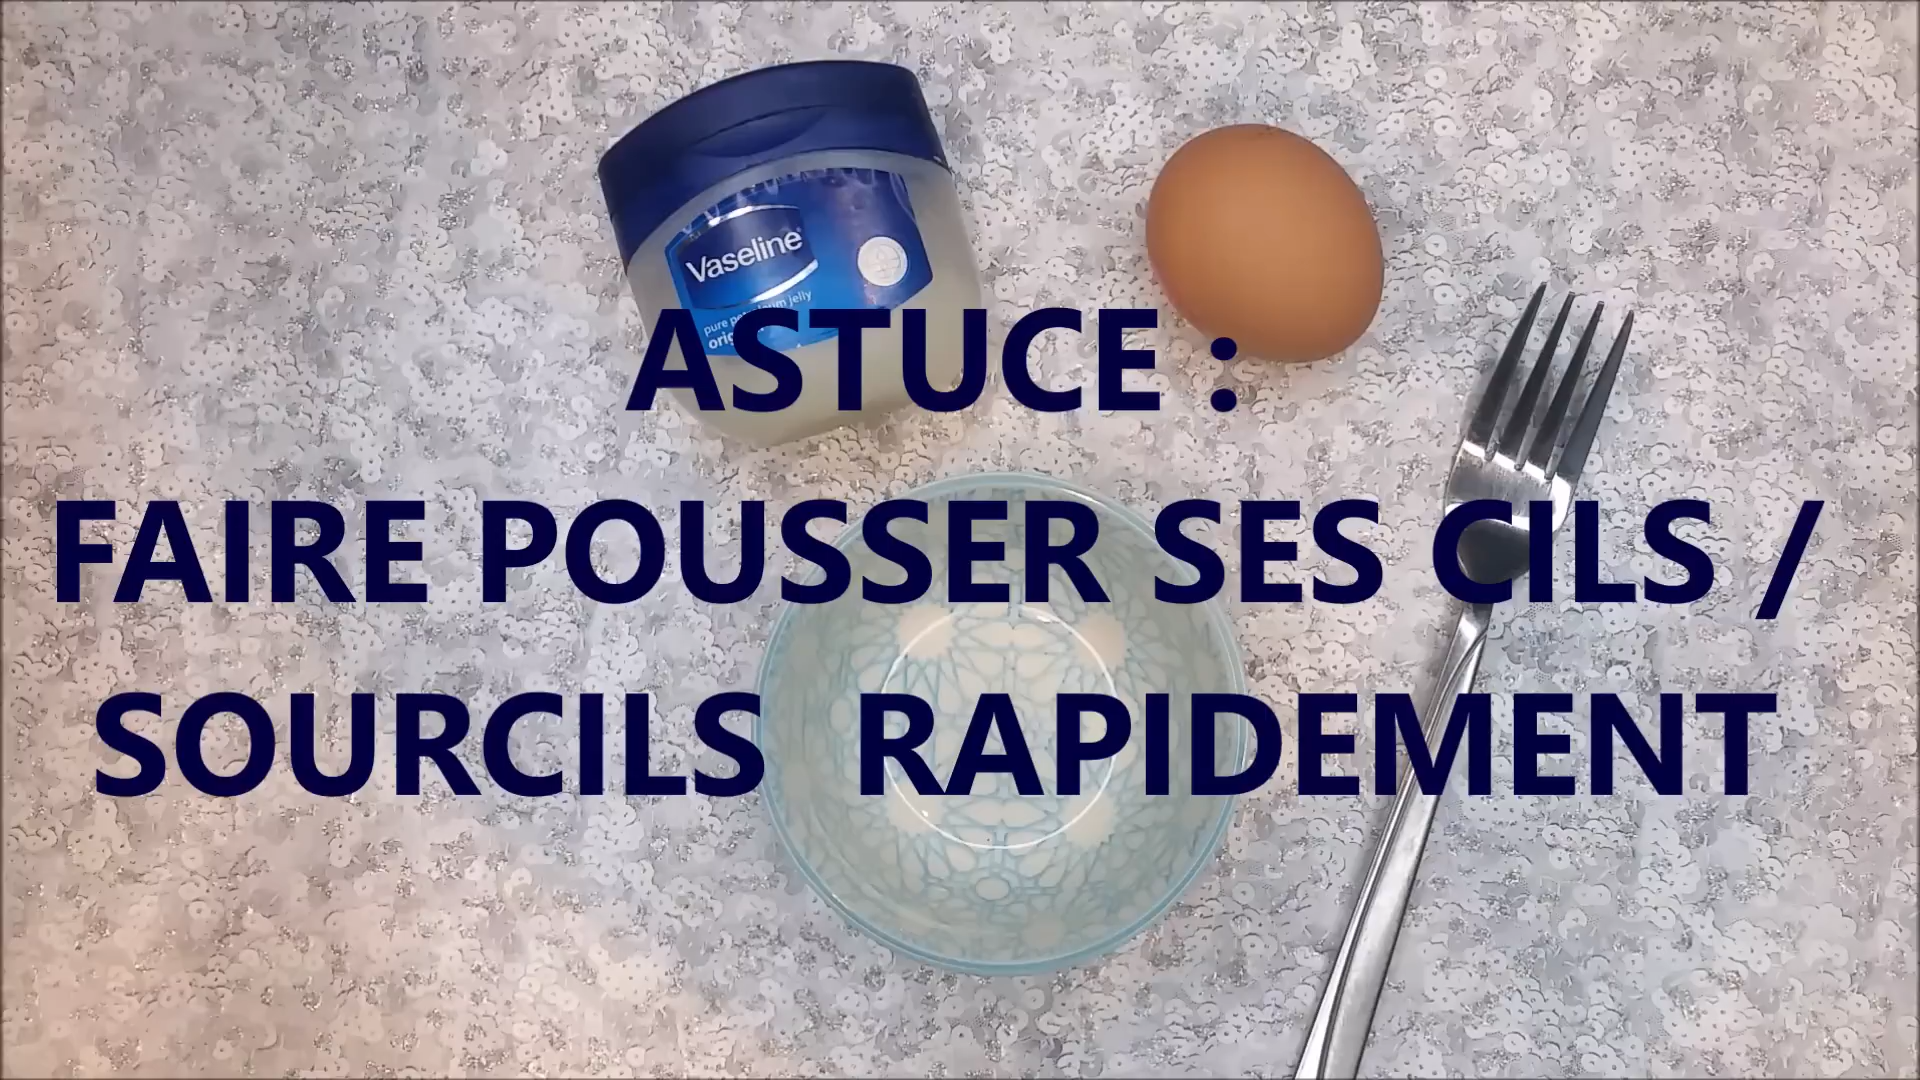 Vaseline
pure petroleum jelly
ASTUCE :
FAIRE POUSSER SES CILS /
SOURCILS RAPIDEMENT